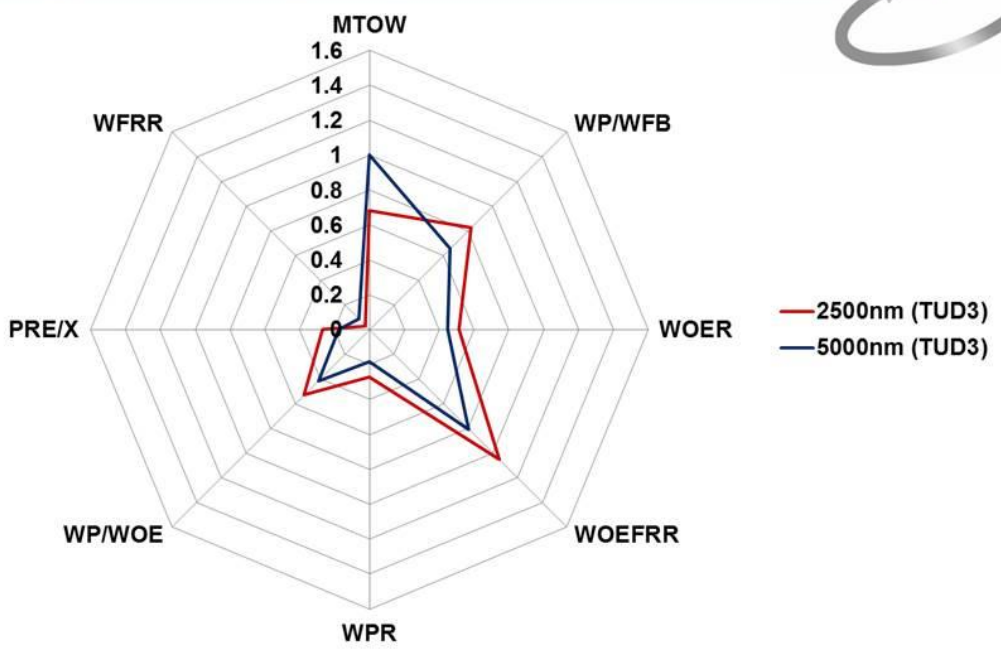 MTOW
1.6
1.4
1.2
1
0.8
0.6
0.4
0.2
0
WFRR
WP/WFB
PRE/X
WOER
2500nm (TUD3)
5000nm (TUD3)
WP/WOE
WOEFRR
WPR